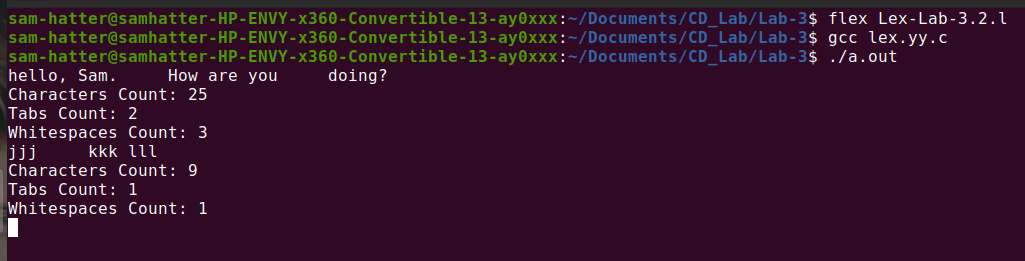 sam-hatter@samhatter-HP-ENVY-x360-Convertible-13-ay0xxx:~/Documents/CD_Lab/Lab-3$ flex Lex-Lab-3.2.l
sam-hatter@samhatter-HP-ENVY-x360-Convertible-13-ay0xxx:~/Documents/CD_Lab/Lab-3$ gcc lex.yy.c
sam-hatter@samhatter-HP-ENVY-x360-Convertible-13-ay0xxx:~/Documents/CD_Lab/Lab-3$ ./a.out
hello, Sam.     How are you     doing?
Characters Count: 25
Tabs Count: 2
Whitespaces Count: 3
jjj     kkk lll
Characters Count: 9
Tabs Count: 1
Whitespaces Count: 1